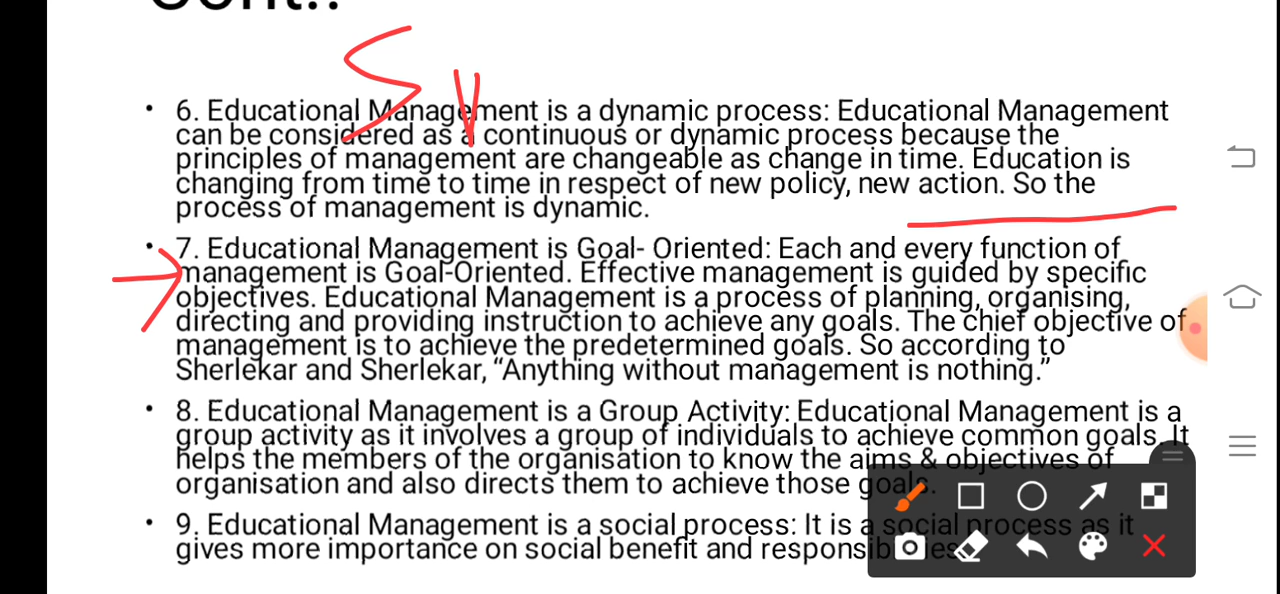 • 6. Educational Management is a dynamic process: Educational Management
can be considered as a continuous or dynamic process because the
principles of management are changeable as change in time. Education is
changing from time to time in respect of new policy, new action. So the
process of management is dynamic.
• 7. Educational Management is Goal- Oriented: Each and every function of
management is Goal-Oriented. Effective management is guided by specific
objectives. Educational Management is a process of planning, organising,
directing and providing instruction to achieve any goals. The chief objective of
management is to achieve the predetermined goals. So according to
Sherlekar and Sherlekar, “Anything without management is nothing.”
• 8. Educational Management is a Group Activity: Educational Management is a
group activity as it involves a group of individuals to achieve common goals. It
helps the members of the organisation to know the aims & objectives of
organisation and also directs them to achieve those goals.
• 9. Educational Management is a social process: It is a social process as it
gives more importance on social benefit and